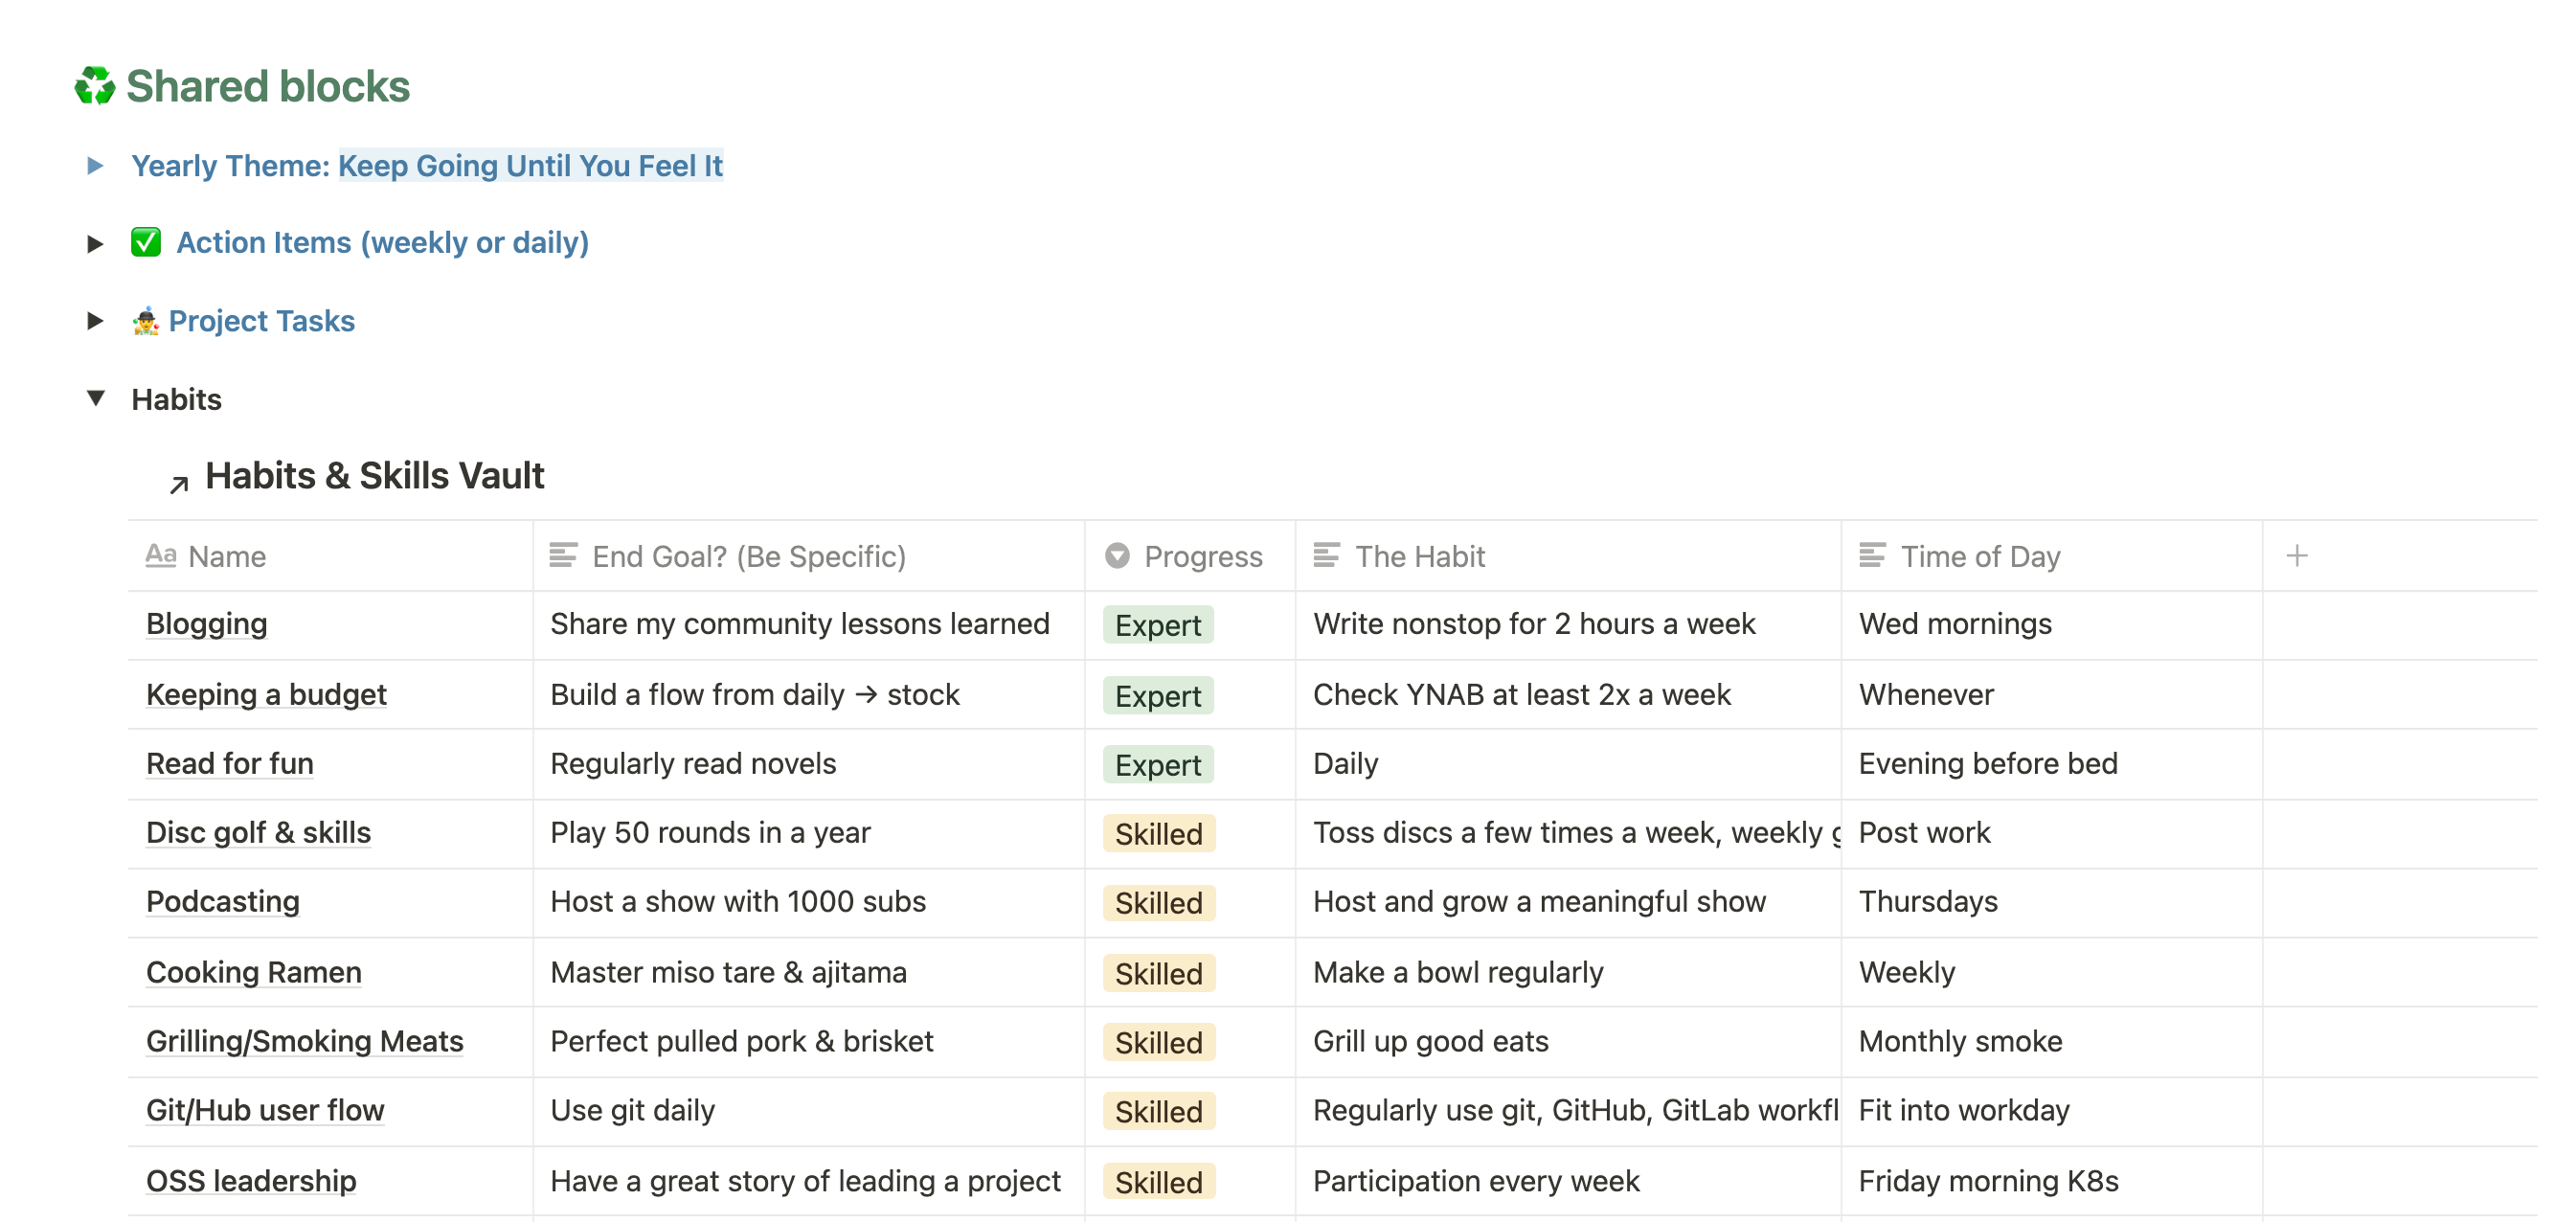 ♻️ Shared blocks
Yearly Theme: Keep Going Until You Feel It
✅ Action Items (weekly or daily)
🤹 Project Tasks
Habits
↗ Habits & Skills Vault
Aa Name End Goal? (Be Specific) Progress The Habit Time of Day +
Blogging Share my community lessons learned Expert Write nonstop for 2 hours a week Wed mornings
Keeping a budget Build a flow from daily → stock Expert Check YNAB at least 2x a week Whenever
Read for fun Regularly read novels Expert Daily Evening before bed
Disc golf & skills Play 50 rounds in a year Skilled Toss discs a few times a week, weekly Post work
Podcasting Host a show with 1000 subs Skilled Host and grow a meaningful show Thursdays
Cooking Ramen Master miso tare & ajitama Skilled Make a bowl regularly Weekly
Grilling/Smoking Meats Perfect pulled pork & brisket Skilled Grill up good eats Monthly smoke
Git/Hub user flow Use git daily Skilled Regularly use git, GitHub, GitLab workfl Fit into workday
OSS leadership Have a great story of leading a project Skilled Participation every week Friday morning K8s